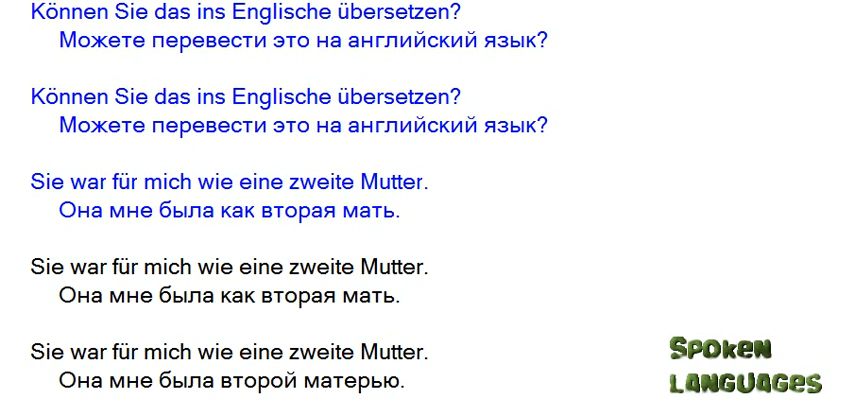 Können Sie das ins Englische übersetzen?
Можете перевести это на английский язык?
Können Sie das ins Englische übersetzen?
Можете перевести это на английский язык?
Sie war für mich wie eine zweite Mutter.
Она мне была как вторая мать.
Sie war für mich wie eine zweite Mutter.
Она мне была как вторая мать.
Sie war für mich wie eine zweite Mutter.
Она мне была второй матерью.
SPOKEN
LANGUAGES